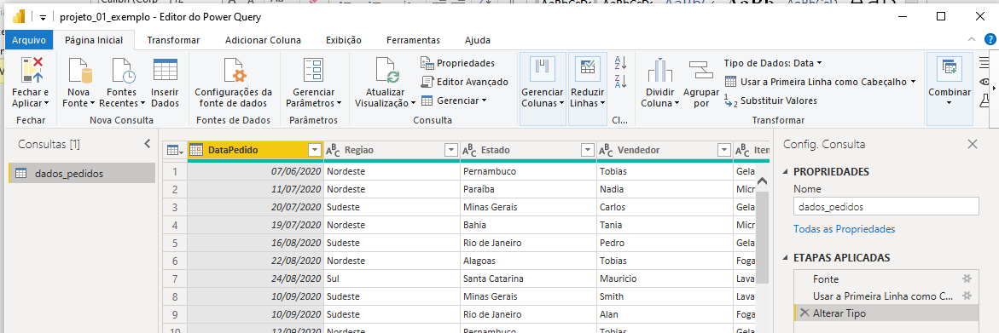 projeto_01_exemplo - Editor do Power Query
Arquivo Página Inicial Transformar Adicionar Coluna Exibição Ferramentas Ajuda
Fechar e Aplicar
Fechar
Nova Fonte
Fontes Recentes
Inserir Dados
Nova Consulta
Configurações da fonte de dados
Fontes de Dados
Gerenciar Parâmetros
Parâmetros
Atualizar Visualização
Propriedades
Editor Avançado
Gerenciar
Consulta
Gerenciar Colunas
Reduzir Linhas
Cl...
Dividir Coluna
Agrupar por
Tipo de Dados: Data
Usar a Primeira Linha como Cabeçalho
Substituir Valores
Transformar
Combinar
Consultas [1]
dados_pedidos
DataPedido Regiao Estado Vendedor Iten
1 07/06/2020 Nordeste Pernambuco Tobias Gela
2 11/07/2020 Nordeste Paraíba Nadia Micr
3 20/07/2020 Sudeste Minas Gerais Carlos Gela
4 19/07/2020 Nordeste Bahia Tania Micr
5 16/08/2020 Sudeste Rio de Janeiro Pedro Gela
6 22/08/2020 Nordeste Alagoas Tobias Foga
7 24/08/2020 Sul Santa Catarina Mauricio Lava
8 10/09/2020 Sudeste Minas Gerais Smith Lava
9 10/09/2020 Sudeste Rio de Janeiro Alan Foga
10 12/09/2020 Nordeste Pernambuco Tobias Gela
Config. Consulta
PROPRIEDADES
Nome
dados_pedidos
Todas as Propriedades
ETAPAS APLICADAS
Fonte
Usar a Primeira Linha como C...
Alterar Tipo